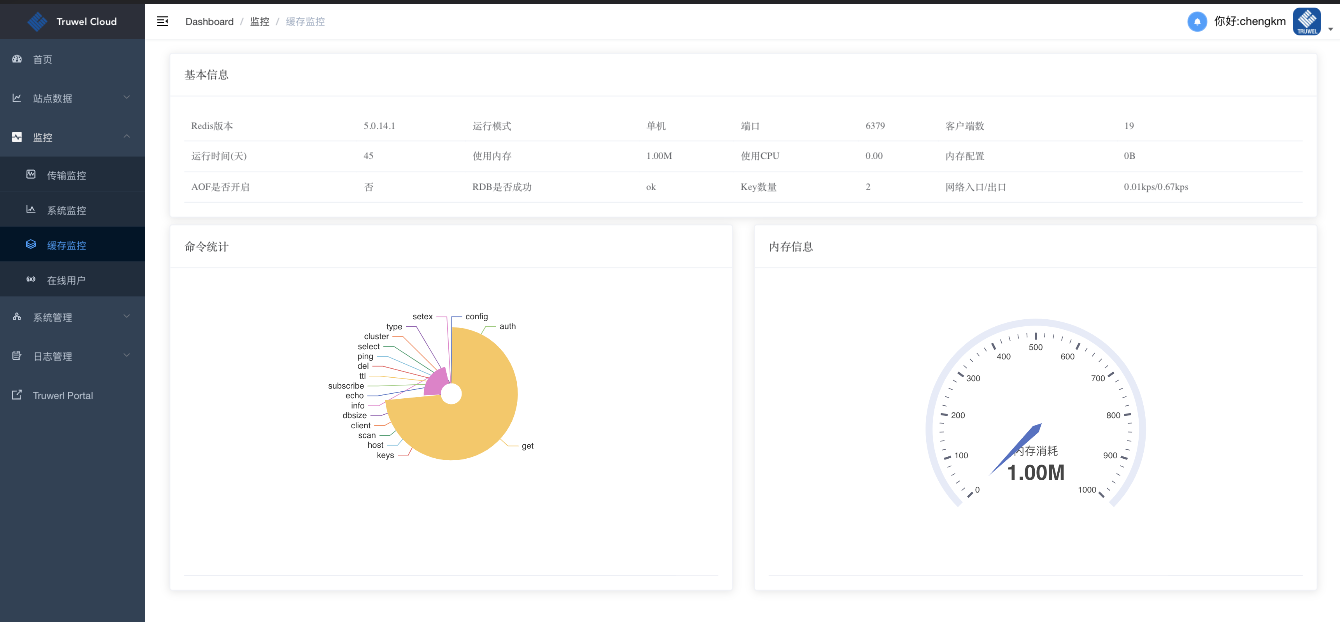 Truwel Cloud
Dashboard / 监控 / 缓存监控
你好:chengkm
TRUWEL
首页
站点数据
监控
传输监控
系统监控
缓存监控
在线用户
系统管理
日志管理
Truwerl Portal
基本信息
Redis版本 5.0.14.1 运行模式 单机 端口 6379 客户端数 19
运行时间(天) 45 使用内存 1.00M 使用CPU 0.00 内存配置 0B
AOF是否开启 否 RDB是否成功 ok Key数量 2 网络入口/出口 0.01kps/0.67kps
命令统计
setex
config
type
auth
cluster
select
ping
del
ttl
subscribe
echo
info
dbsize
client
scan
host
get
keys
内存信息
0
100
200
300
400
500
600
700
800
900
1000
内存消耗
1.00M